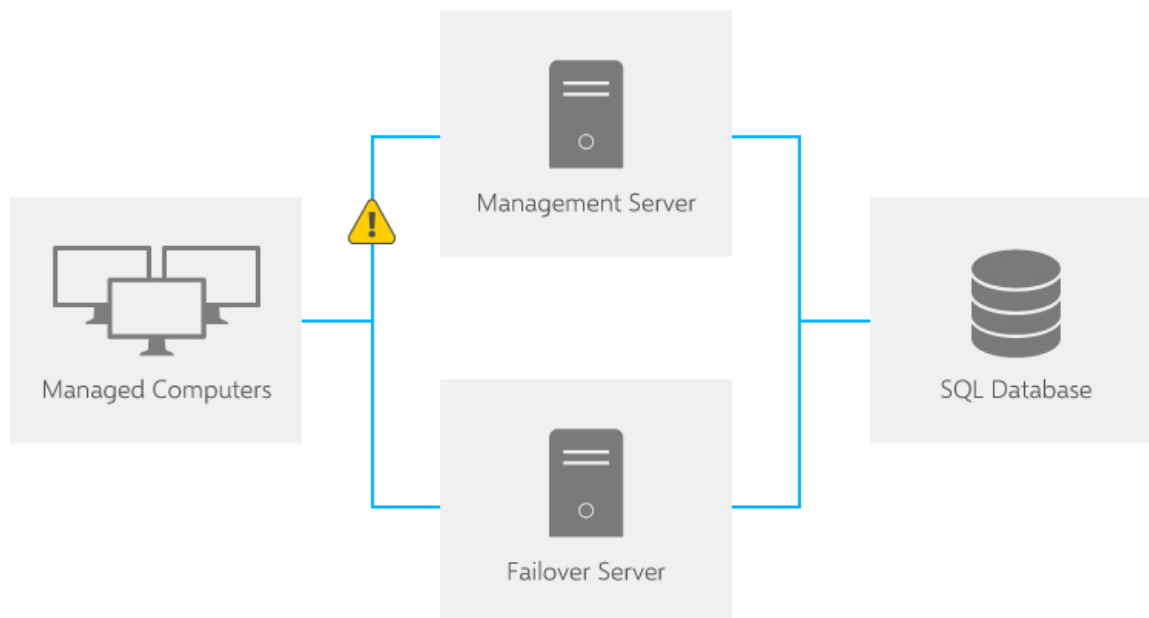 Management Server
Managed Computers
SQL Database
Failover Server